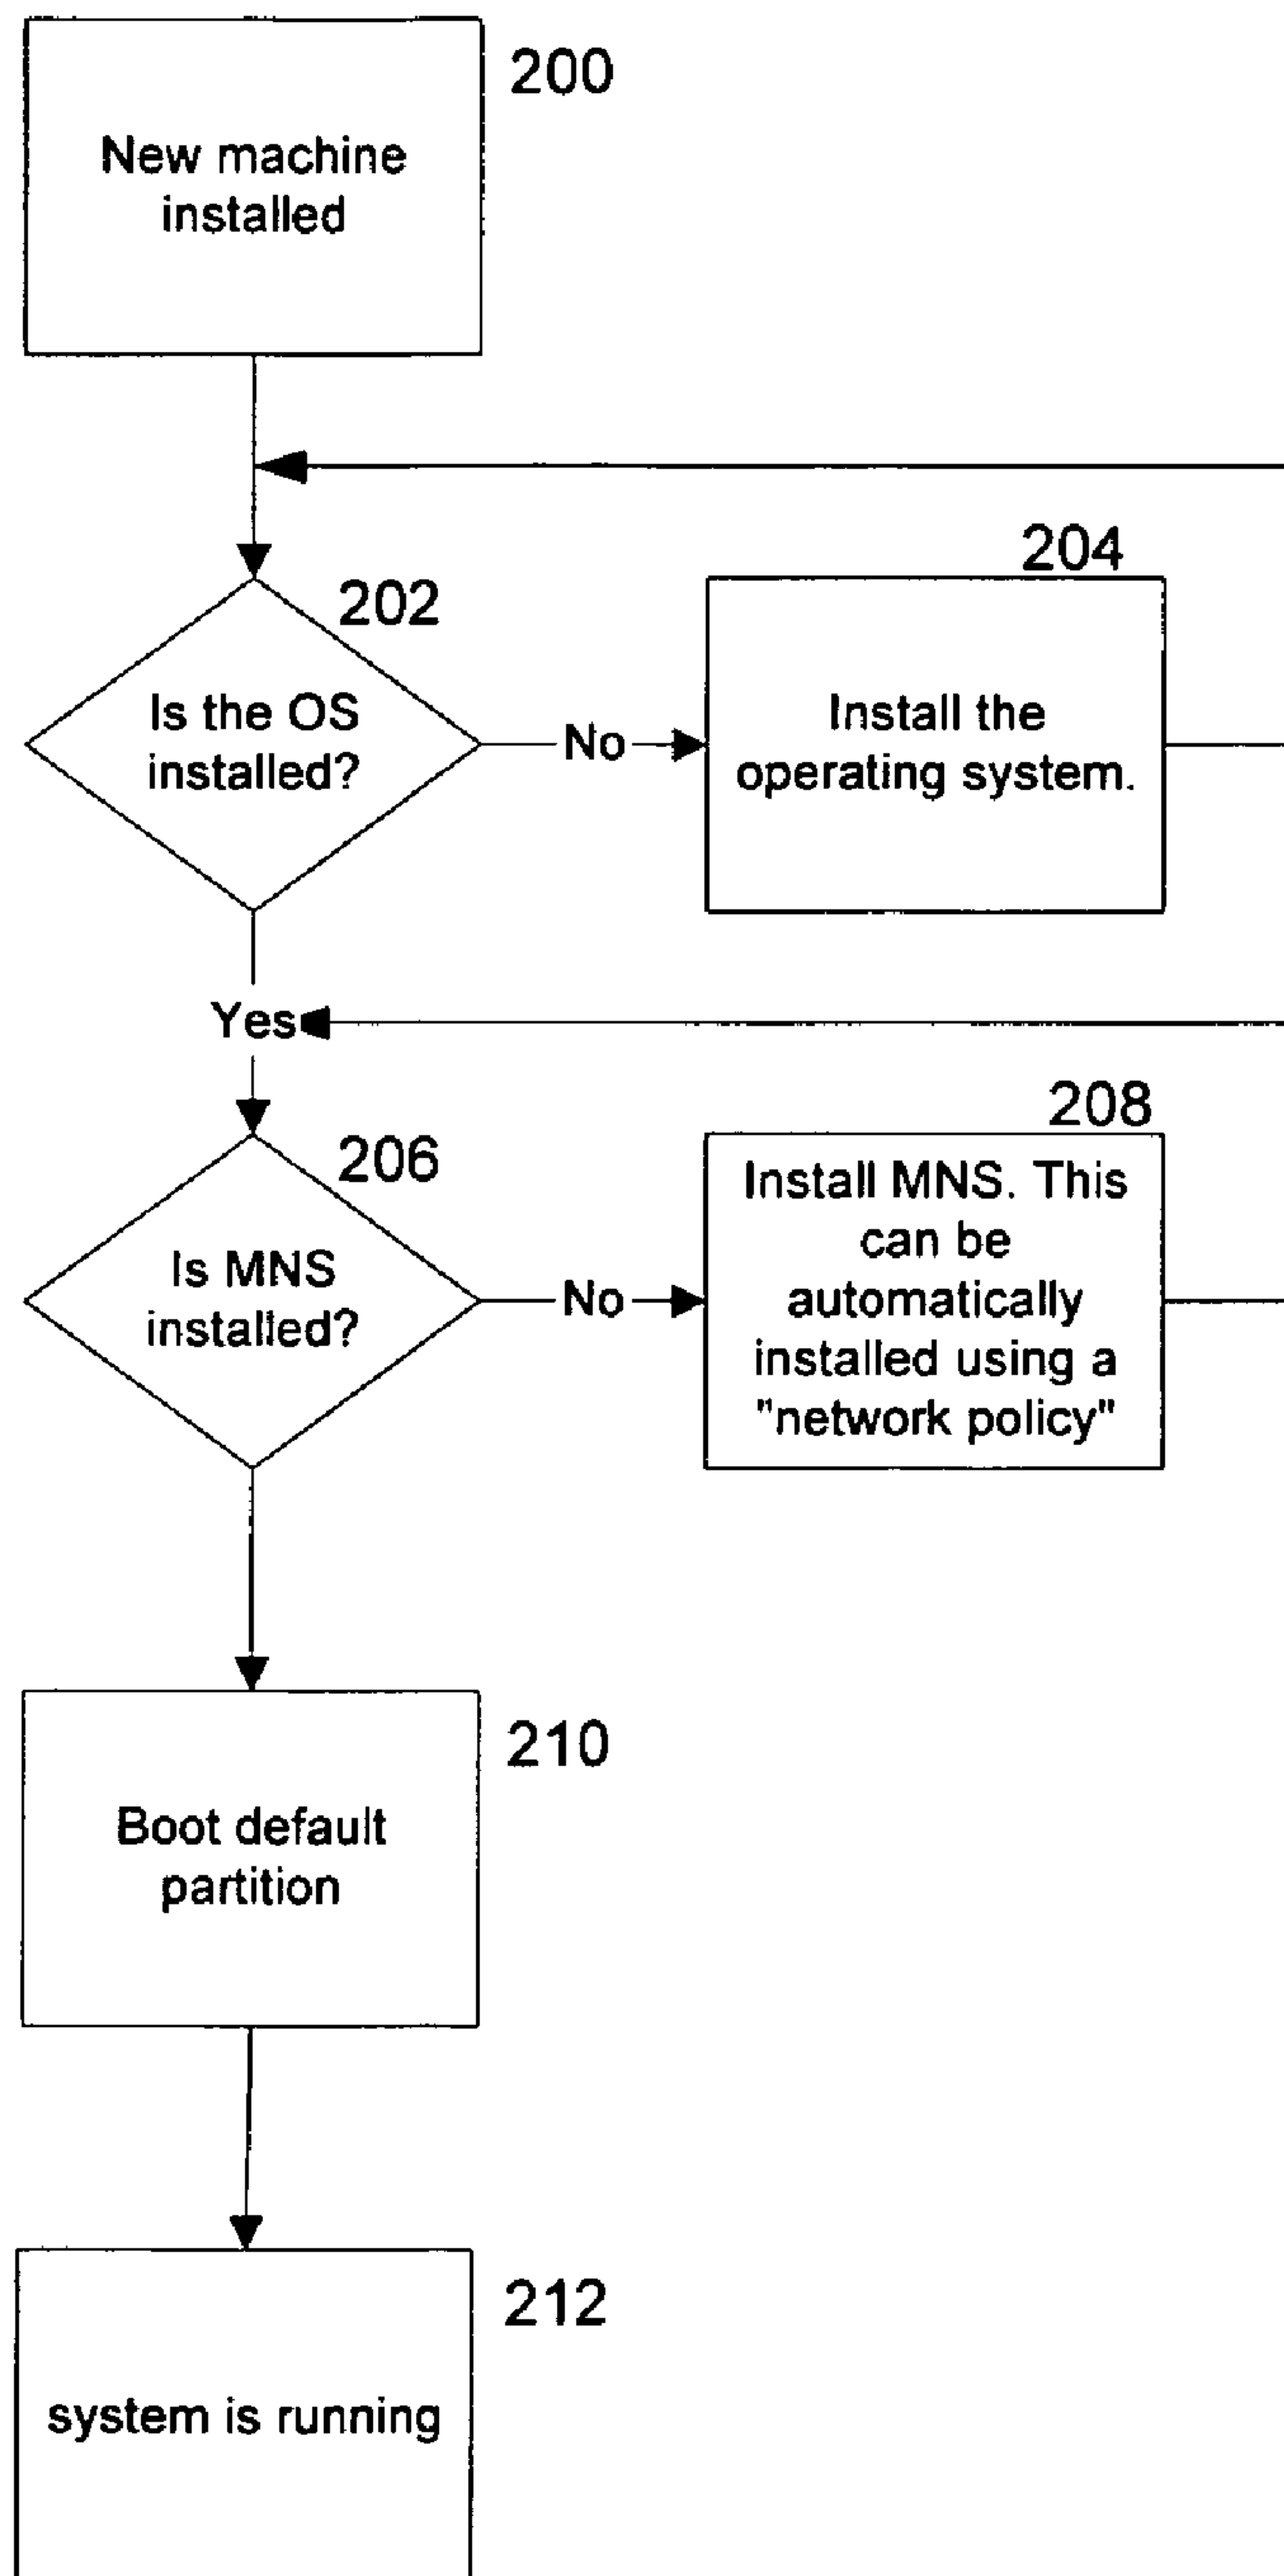 200
New machine
installed
204
202
Is the OS
installed?
No
Install the
operating system.
Yes
208
206
Is MNS
installed?
No
Install MNS. This
can be
automatically
installed using a
"network policy"
210
Boot default
partition
212
system is running